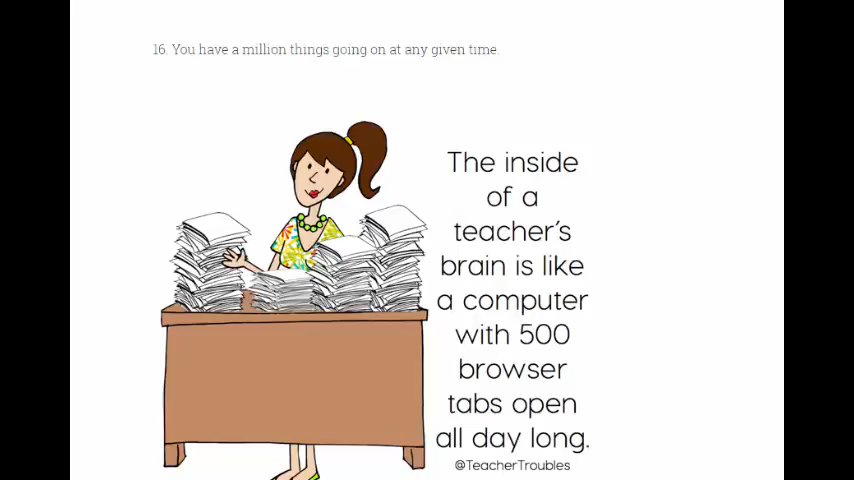 16. You have a million things going on at any given time.
The inside
of a
teacher's
brain is like
a computer
with 500
browser
tabs open
all day long.
@TeacherTroubles